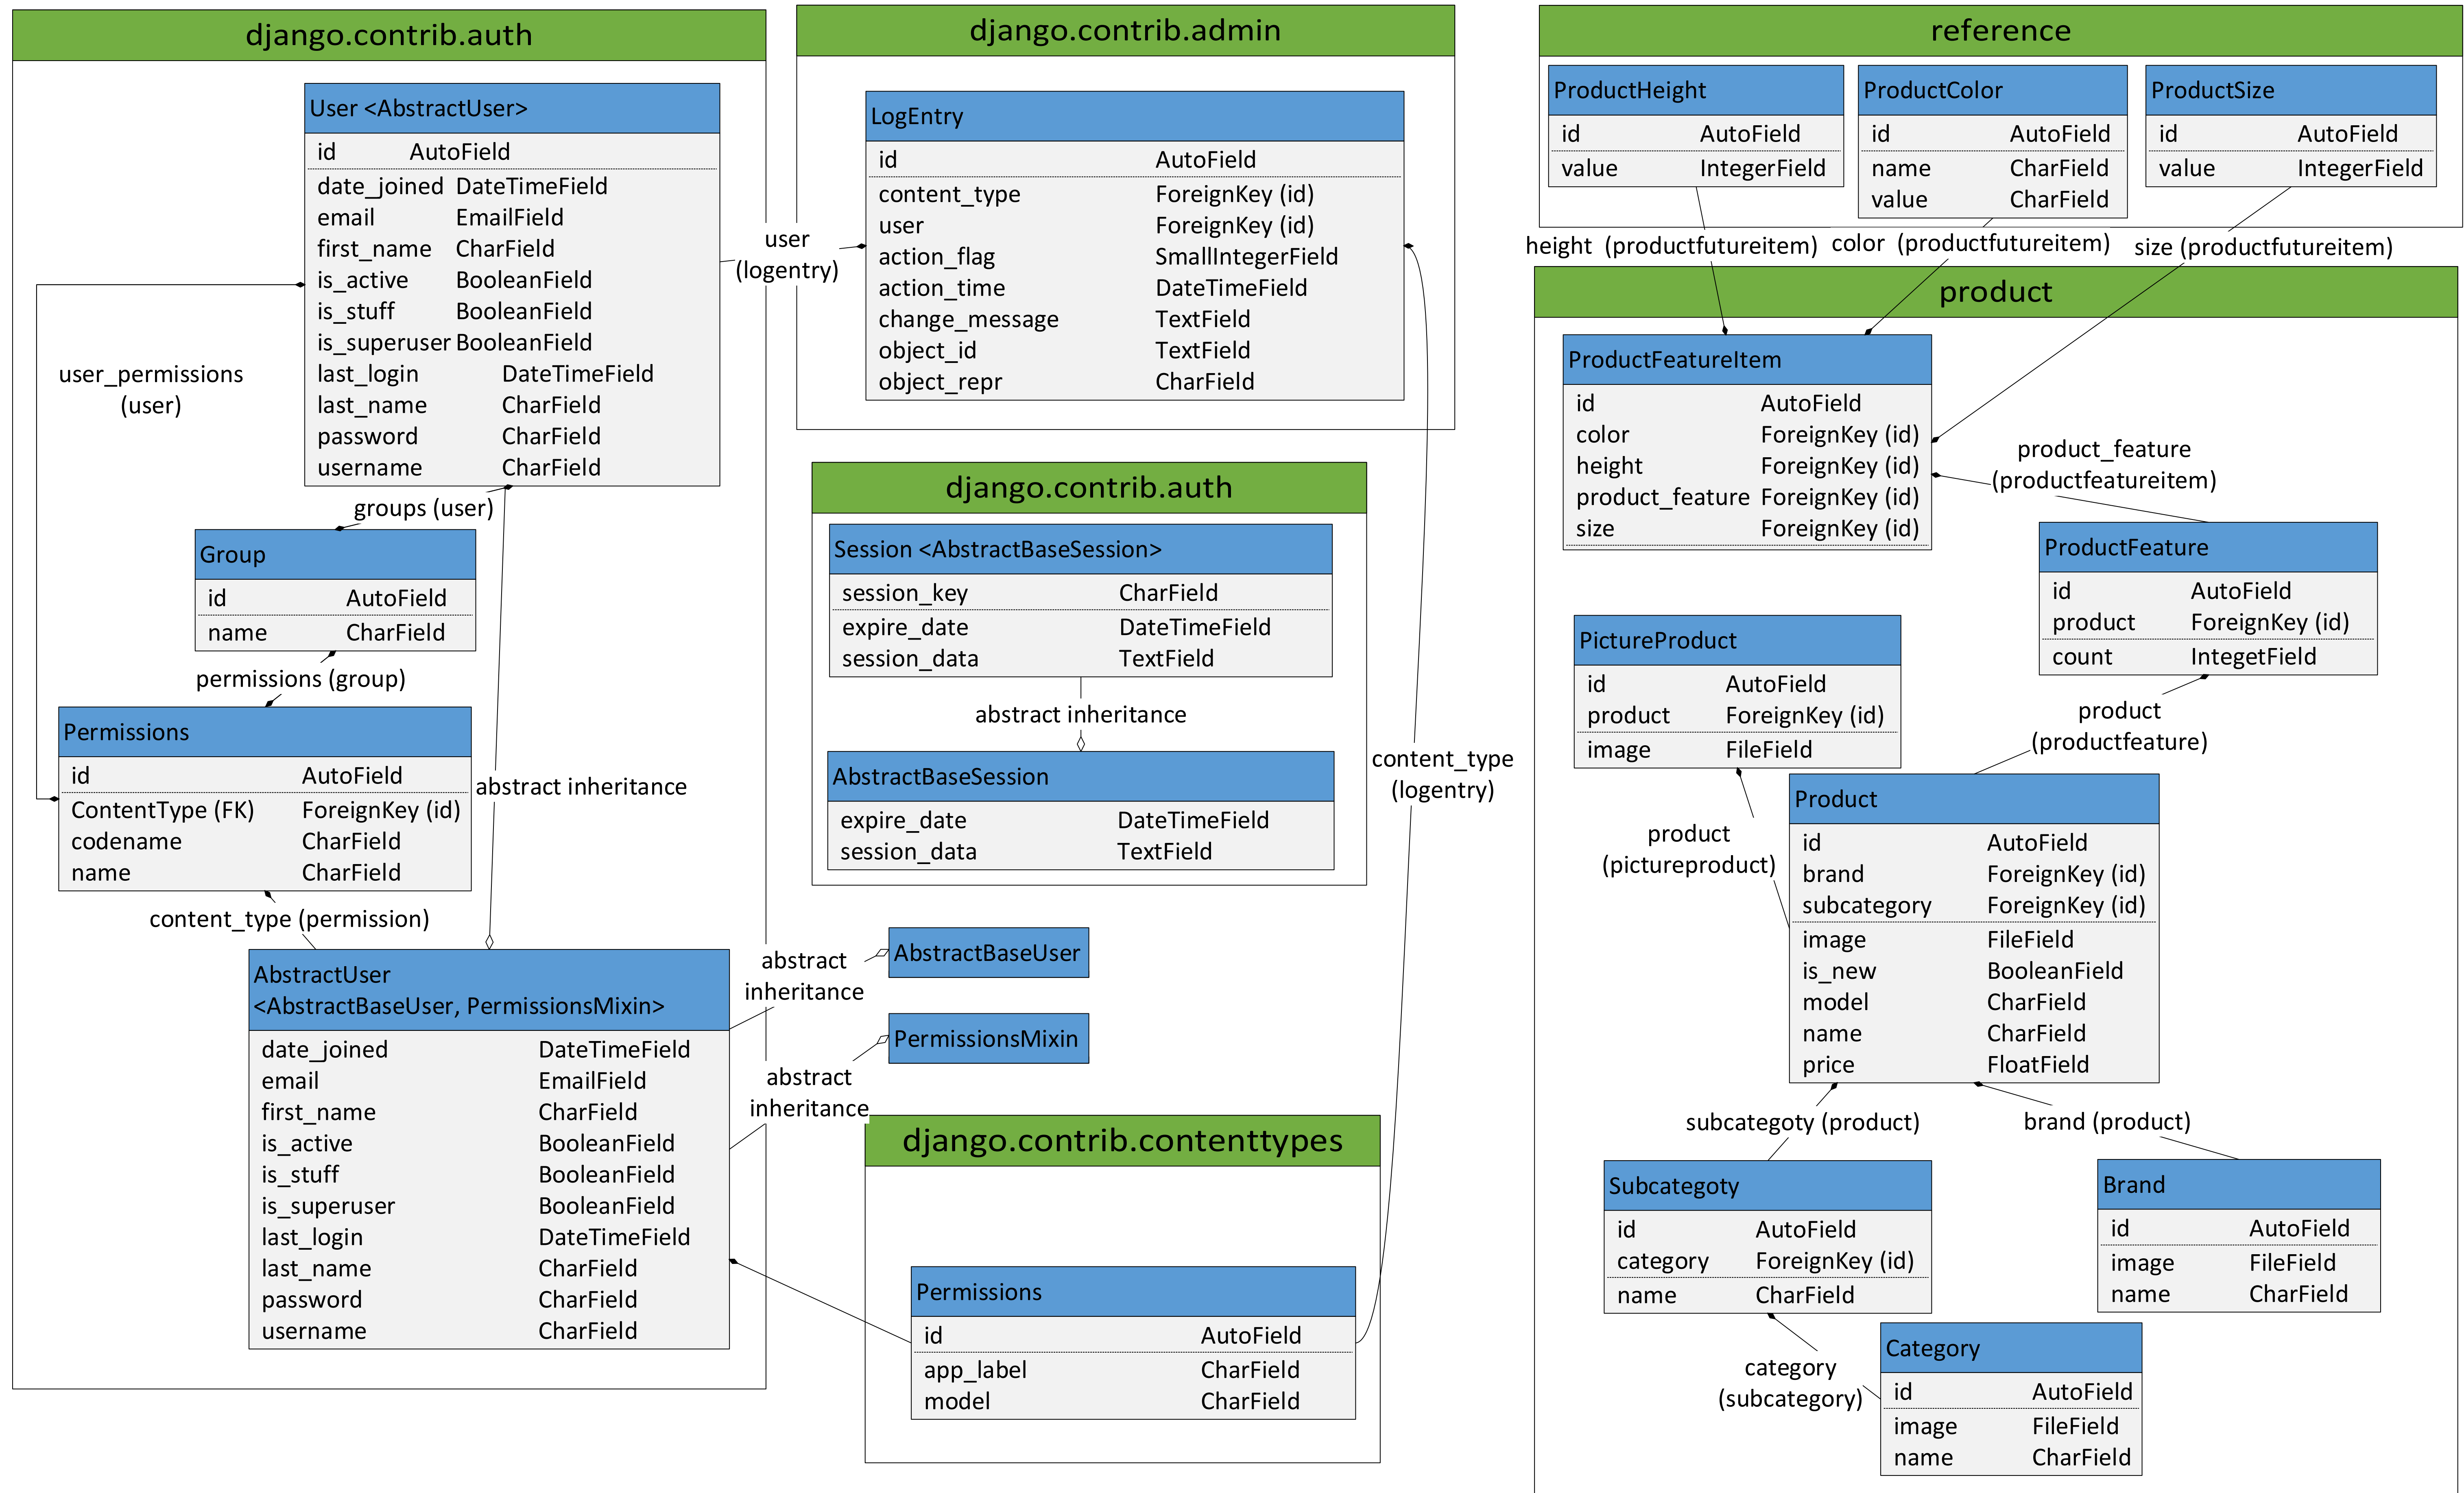 django.contrib.auth
User <AbstractUser>
id AutoField
date_joined DateTimeField
email EmailField
first_name CharField
is_active BooleanField
is_stuff BooleanField
is_superuser BooleanField
last_login DateTimeField
last_name CharField
password CharField
username CharField
user_permissions
(user)
groups (user)
Group
id AutoField
name CharField
permissions (group)
Permissions
id AutoField
ContentType (FK) ForeignKey (id)
codename CharField
name CharField
abstract inheritance
content_type (permission)
AbstractUser
<AbstractBaseUser, PermissionsMixin>
date_joined DateTimeField
email EmailField
first_name CharField
is_active BooleanField
is_stuff BooleanField
is_superuser BooleanField
last_login DateTimeField
last_name CharField
password CharField
username CharField
user
(logentry)
django.contrib.admin
LogEntry
id AutoField
content_type ForeignKey (id)
user ForeignKey (id)
action_flag SmallIntegerField
action_time DateTimeField
change_message TextField
object_id TextField
object_repr CharField
django.contrib.auth
Session <AbstractBaseSession>
session_key CharField
expire_date DateTimeField
session_data TextField
abstract inheritance
AbstractBaseSession
expire_date DateTimeField
session_data TextField
content_type
(logentry)
abstract
inheritance
AbstractBaseUser
PermissionsMixin
abstract
inheritance
django.contrib.contenttypes
Permissions
id AutoField
app_label CharField
model CharField
reference
ProductHeight
id AutoField
value IntegerField
ProductColor
id AutoField
name CharField
value CharField
ProductSize
id AutoField
value IntegerField
height (productfutureitem)
color (productfutureitem)
size (productfutureitem)
product
ProductFeatureItem
id AutoField
color ForeignKey (id)
height ForeignKey (id)
product_feature ForeignKey (id)
size ForeignKey (id)
product_feature
(productfeatureitem)
ProductFeature
id AutoField
product ForeignKey (id)
count IntegetField
PictureProduct
id AutoField
product ForeignKey (id)
image FileField
product
(productfeature)
product
(pictureproduct)
Product
id AutoField
brand ForeignKey (id)
subcategory ForeignKey (id)
image FileField
is_new BooleanField
model CharField
name CharField
price FloatField
subcategoty (product)
brand (product)
Subcategoty
id AutoField
category ForeignKey (id)
name CharField
Brand
id AutoField
image FileField
name CharField
category
(subcategory)
Category
id AutoField
image FileField
name CharField